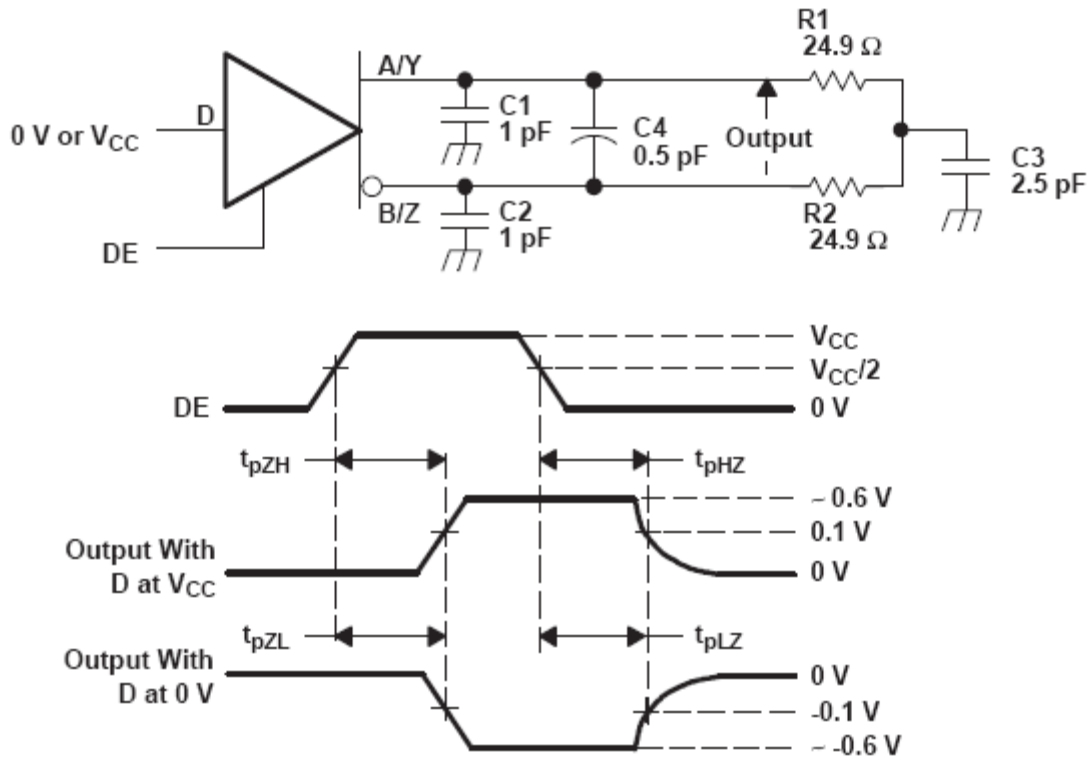 R1
24.9 Ω
A/Y
C1
1 pF
D
0 V or VCC
C4
0.5 pF
Output
C3
2.5 pF
B/Z
C2
1 pF
R2
24.9 Ω
DE
VCC
VCC/2
DE
0 V
tpZH
tpHZ
~ 0.6 V
0.1 V
Output With
D at VCC
0 V
tpZL
tpLZ
Output With
D at 0 V
0 V
-0.1 V
~ -0.6 V